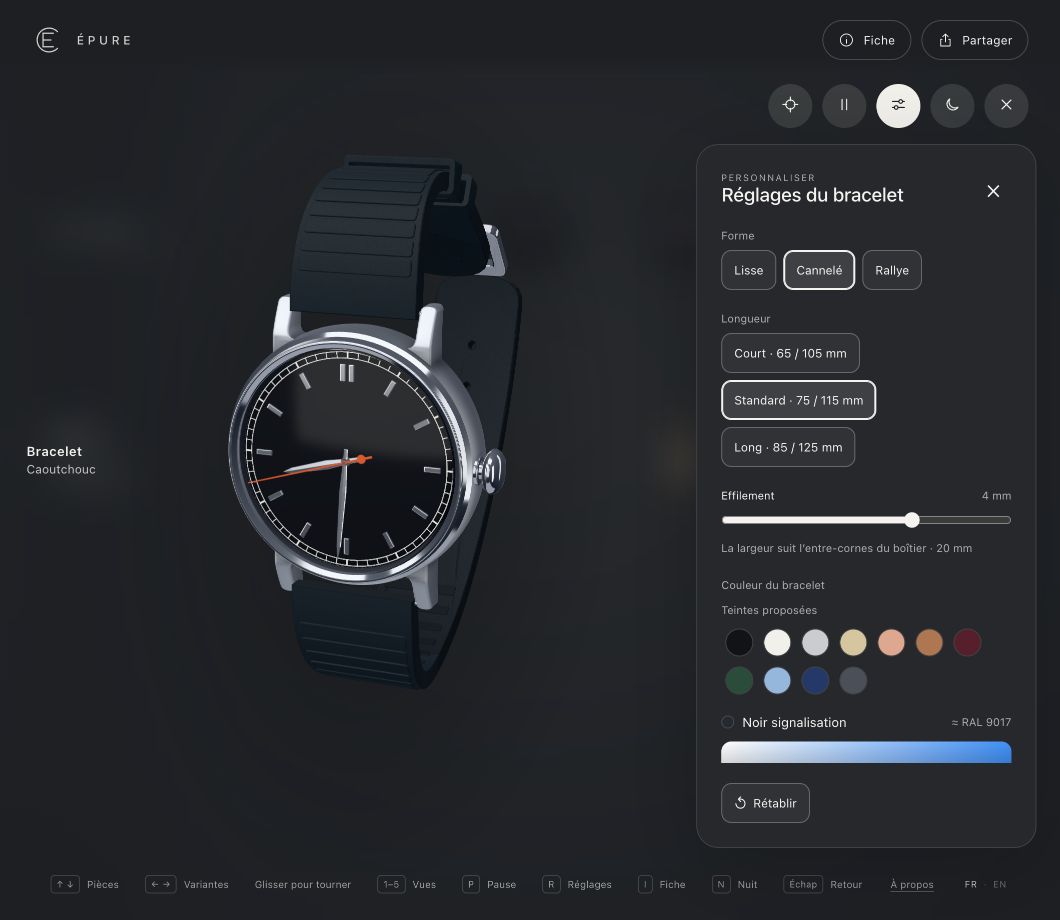 ÉPURE
Fiche
Partager
PERSONNALISER
Réglages du bracelet
Forme
Lisse
Cannelé
Rallye
Longueur
Court · 65 / 105 mm
Standard · 75 / 115 mm
Long · 85 / 125 mm
Bracelet
Caoutchouc
Effilement
4 mm
La largeur suit l'entre-cornes du boîtier · 20 mm
Couleur du bracelet
Teintes proposées
Noir signalisation
≈ RAL 9017
Rétablir
↑ ↓ Pièces
← → Variantes
Glisser pour tourner
1–5 Vues
P Pause
R Réglages
I Fiche
N Nuit
Échap Retour
À propos
FR · EN